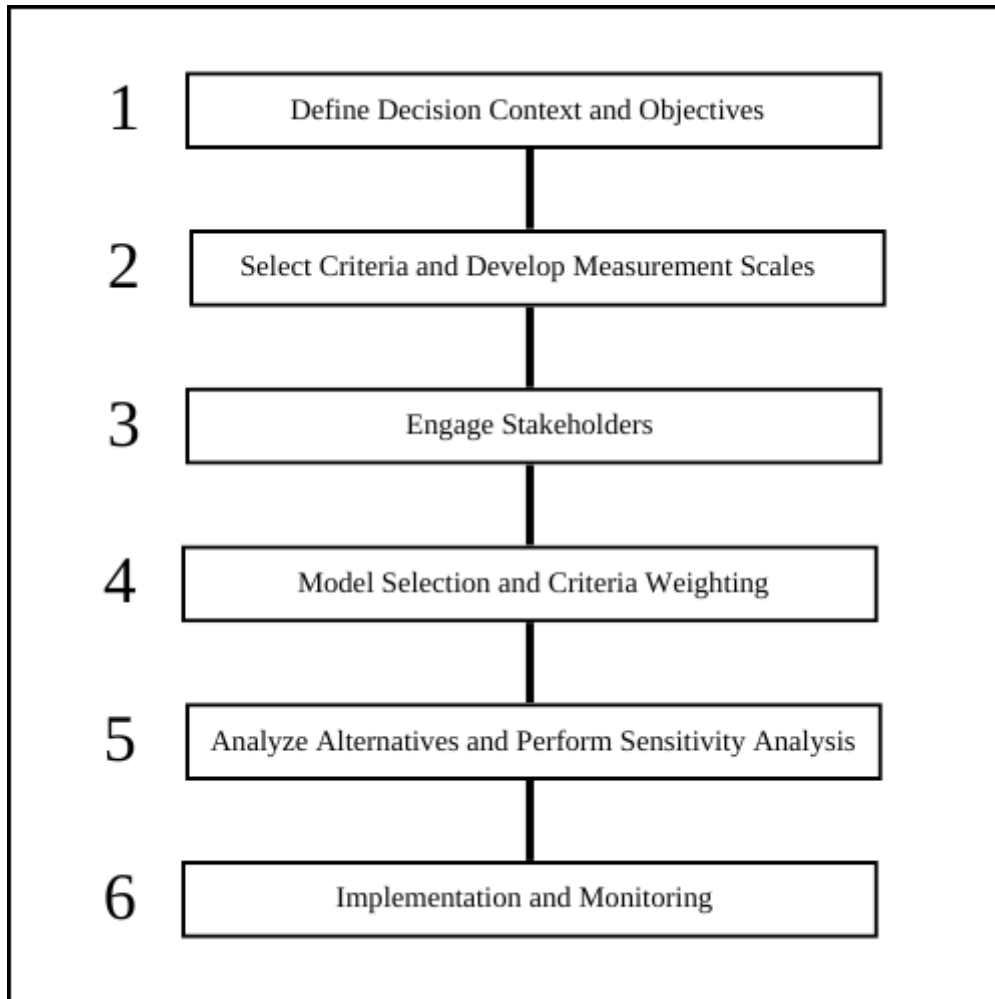 1 Define Decision Context and Objectives
2 Select Criteria and Develop Measurement Scales
3 Engage Stakeholders
4 Model Selection and Criteria Weighting
5 Analyze Alternatives and Perform Sensitivity Analysis
6 Implementation and Monitoring